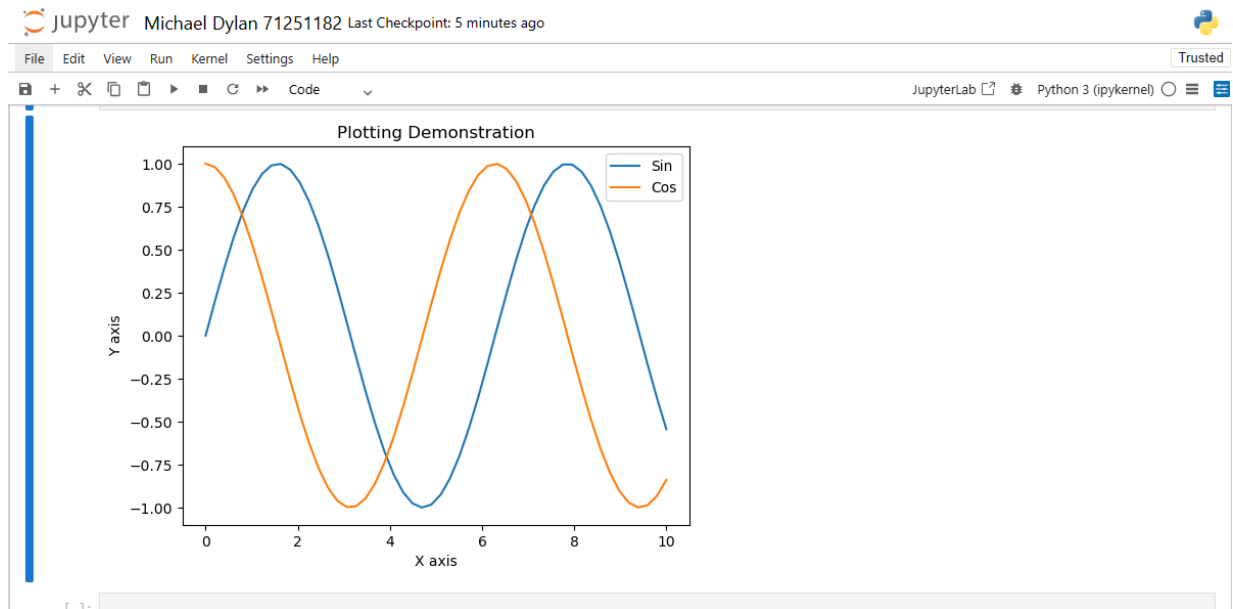 jupyter Michael Dylan 71251182 Last Checkpoint: 5 minutes ago
File Edit View Run Kernel Settings Help Trusted
Code JupyterLab Python 3 (ipykernel)
Plotting Demonstration
Sin
Cos
1.00
0.75
0.50
0.25
0.00
−0.25
−0.50
−0.75
−1.00
Y axis
0 2 4 6 8 10
X axis
[ ]: